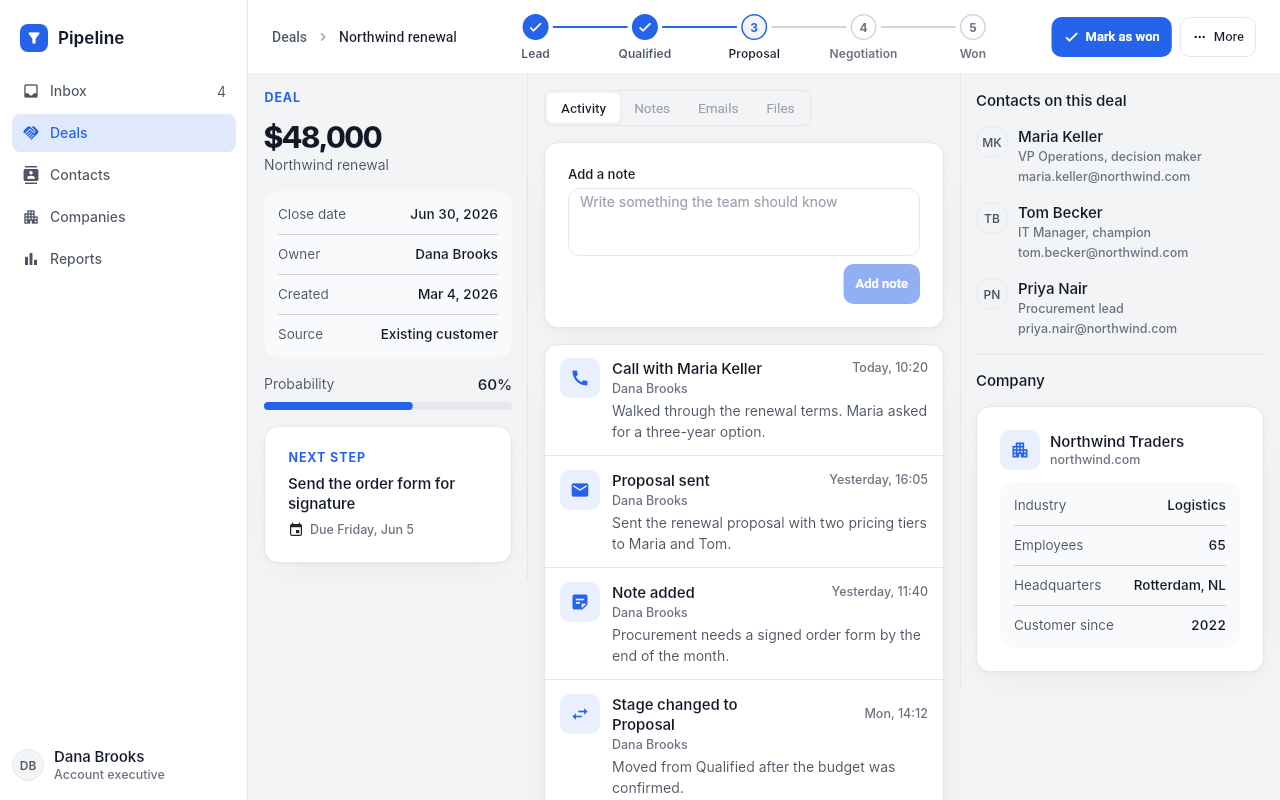 Pipeline
Inbox 4
Deals
Contacts
Companies
Reports
Dana Brooks
DB
Account executive
Deals > Northwind renewal
Lead
Qualified
3
Proposal
4
Negotiation
5
Won
Mark as won
More
DEAL
$48,000
Northwind renewal
Close date Jun 30, 2026
Owner Dana Brooks
Created Mar 4, 2026
Source Existing customer
Probability 60%
NEXT STEP
Send the order form for
signature
Due Friday, Jun 5
Activity Notes Emails Files
Add a note
Write something the team should know
Add note
Call with Maria Keller Today, 10:20
Dana Brooks
Walked through the renewal terms. Maria asked
for a three-year option.
Proposal sent Yesterday, 16:05
Dana Brooks
Sent the renewal proposal with two pricing tiers
to Maria and Tom.
Note added Yesterday, 11:40
Dana Brooks
Procurement needs a signed order form by the
end of the month.
Stage changed to
Proposal Mon, 14:12
Dana Brooks
Moved from Qualified after the budget was
confirmed.
Contacts on this deal
MK
Maria Keller
VP Operations, decision maker
maria.keller@northwind.com
TB
Tom Becker
IT Manager, champion
tom.becker@northwind.com
PN
Priya Nair
Procurement lead
priya.nair@northwind.com
Company
Northwind Traders
northwind.com
Industry Logistics
Employees 65
Headquarters Rotterdam, NL
Customer since 2022